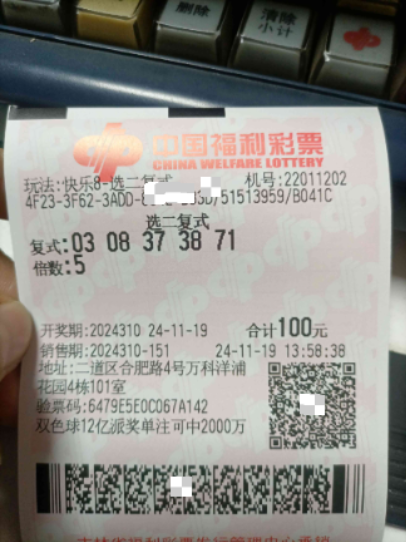 删除
清除
小计
中国福利彩票
CHINA WELFARE LOTTERY
玩法:快乐8-选二复式
机号:22011202
4F23-3F62-3ADD-
/51513959/B041C
选二复式
复式:03 08 37 38 71
倍数:5
开奖期:2024310 24-11-19 合计100元
销售期:2024310-151 24-11-19 13:58:38
地址:二道区合肥路4号万科洋浦
花园4栋101室
验票码:6479E5E0C067A142
双色球12亿派奖单注可中2000万